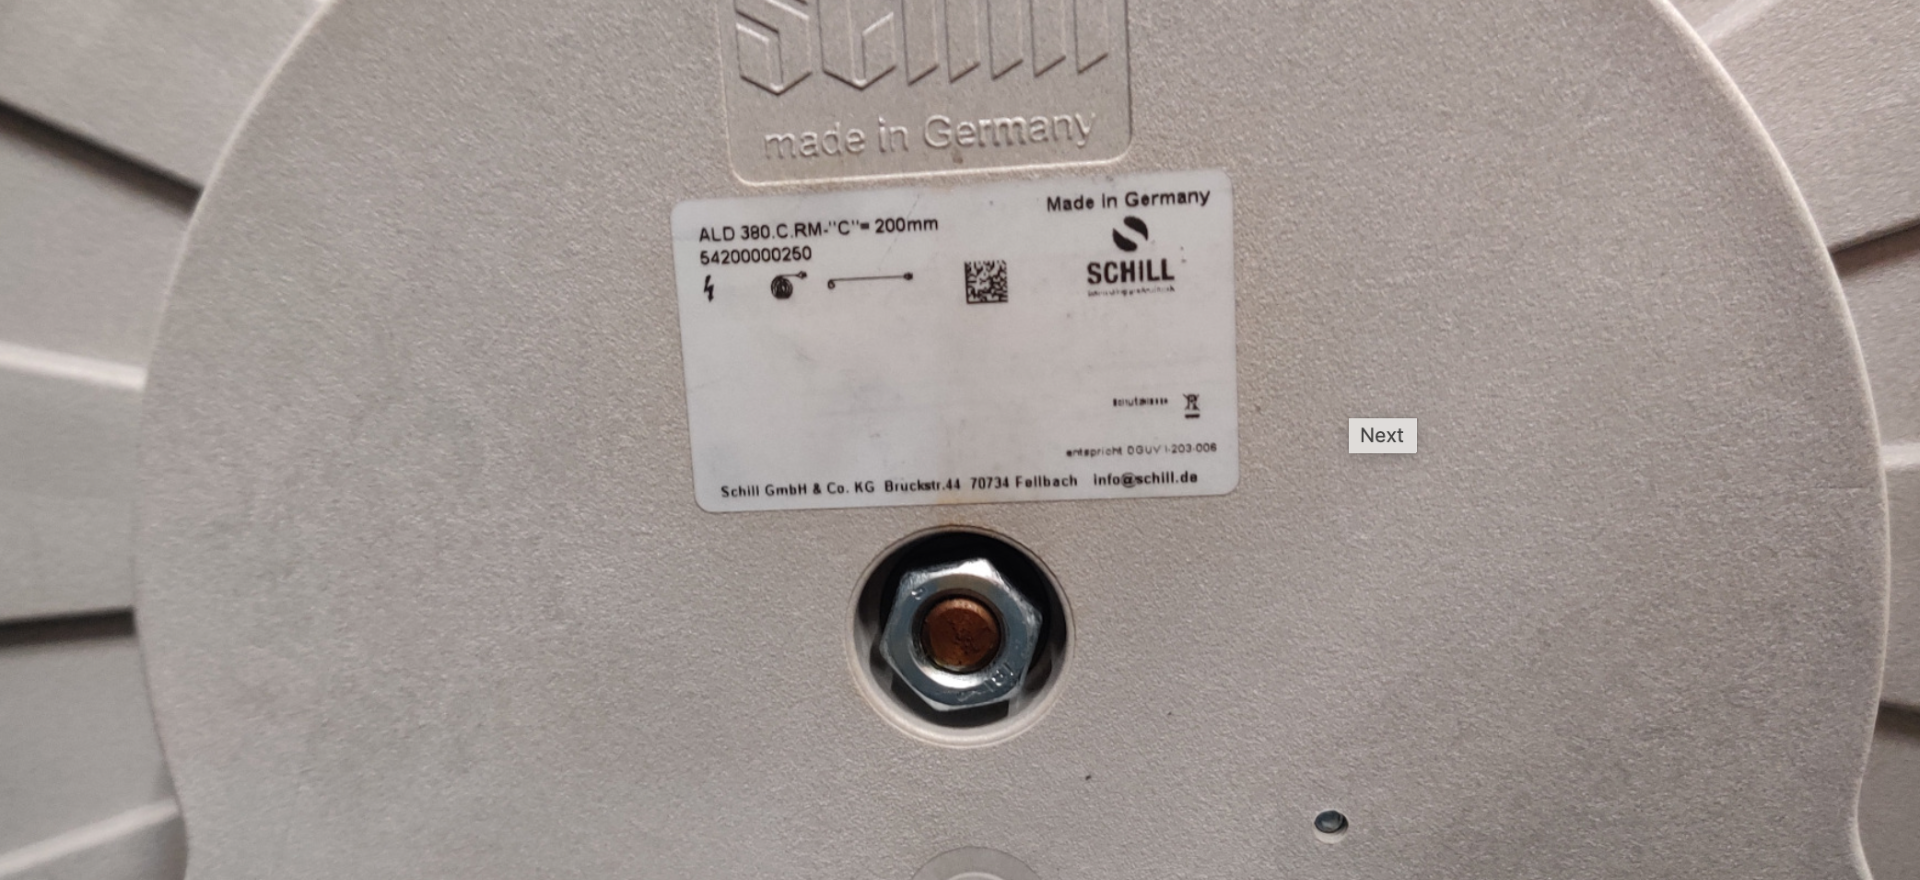 schill
made in Germany
Made in Germany
ALD 380.C.RM-"C"= 200mm
54200000250
SCHILL
entspricht DGUV I-203-006
Schill GmbH & Co. KG Bruckstr.44 70734 Fellbach info@schill.de
Next